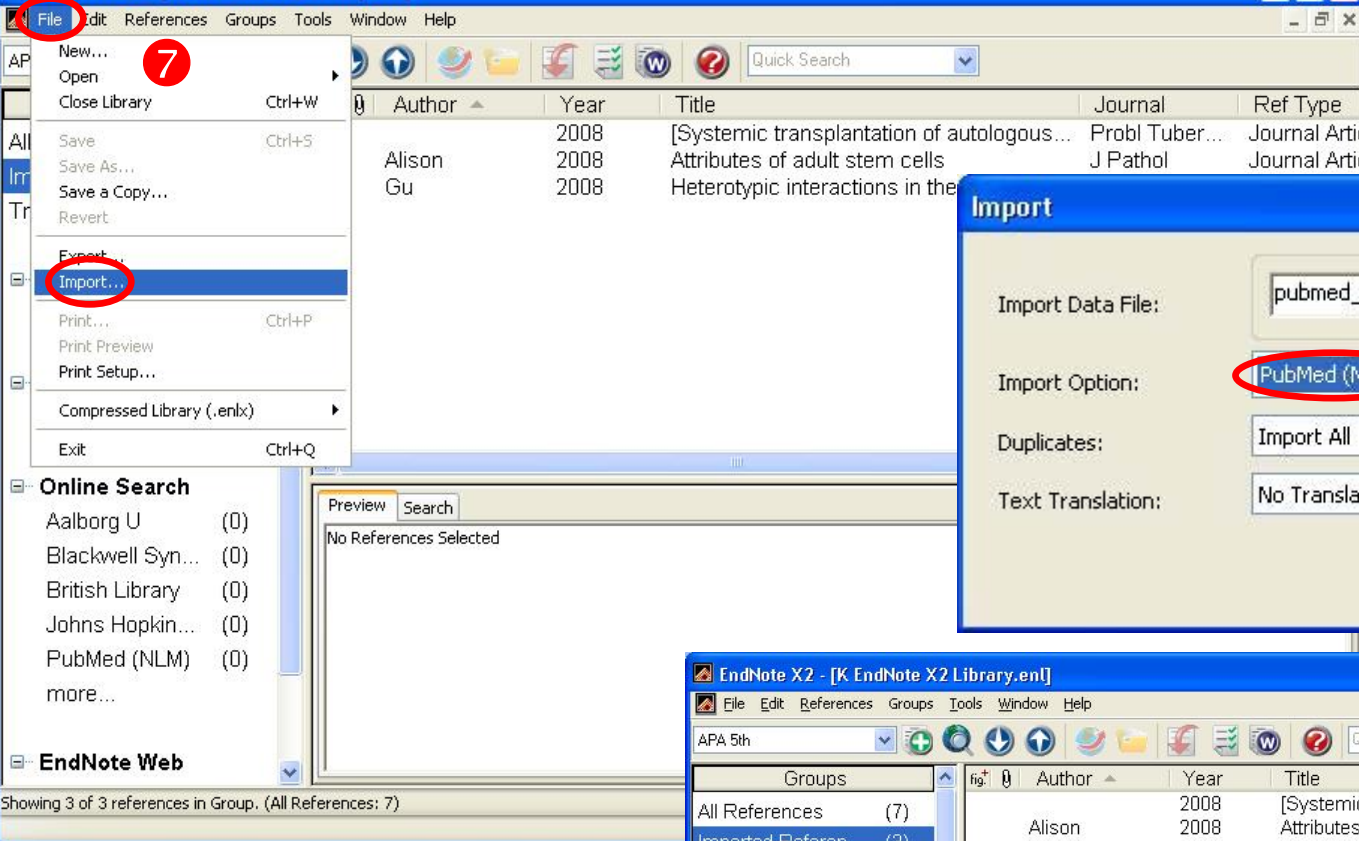 File Edit References Groups Tools Window Help
7
AP
Quick Search
New...
Open
Close Library Ctrl+W
Save Ctrl+S
Save As...
Save a Copy...
Revert
Export...
Import...
Print... Ctrl+P
Print Preview
Print Setup...
Compressed Library (.enlx)
Exit Ctrl+Q
Author Year Title Journal Ref Type
2008 [Systemic transplantation of autologous... Probl Tuber... Journal Arti
Alison 2008 Attributes of adult stem cells J Pathol Journal Arti
Gu 2008 Heterotypic interactions in the
All
Im
Tr
Import
Import Data File: pubmed_
Import Option: PubMed (N
Duplicates: Import All
Text Translation: No Transla
Online Search
Aalborg U (0)
Blackwell Syn... (0)
British Library (0)
Johns Hopkin... (0)
PubMed (NLM) (0)
more...
EndNote Web
Preview Search
No References Selected
Showing 3 of 3 references in Group. (All References: 7)
EndNote X2 - [K EndNote X2 Library.enl]
File Edit References Groups Tools Window Help
APA 5th
Groups fig. Author Year Title
All References (7) 2008 [Systemi
Imported Referen... Alison 2008 Attributes